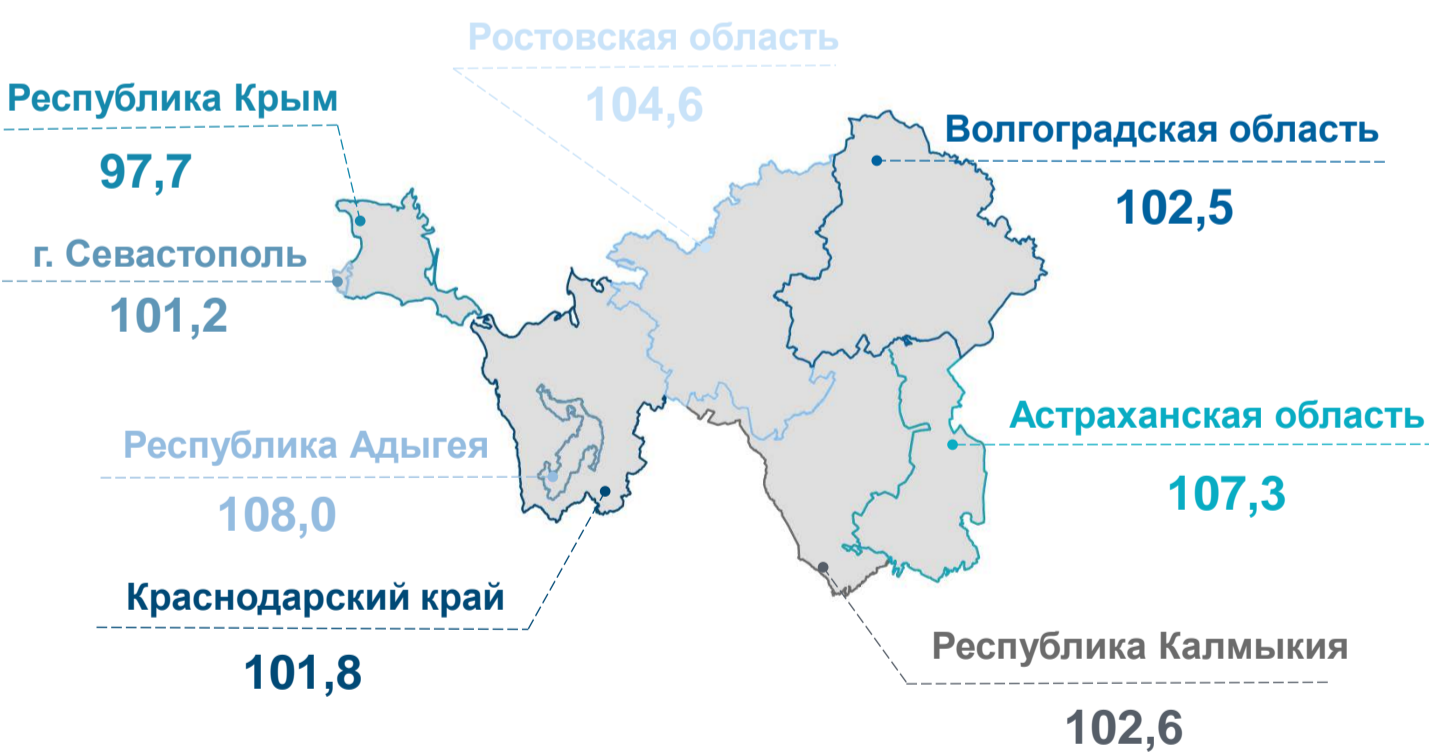 Ростовская область
104,6
Республика Крым
97,7
Волгоградская область
102,5
г. Севастополь
101,2
Астраханская область
107,3
Республика Адыгея
108,0
Краснодарский край
101,8
Республика Калмыкия
102,6